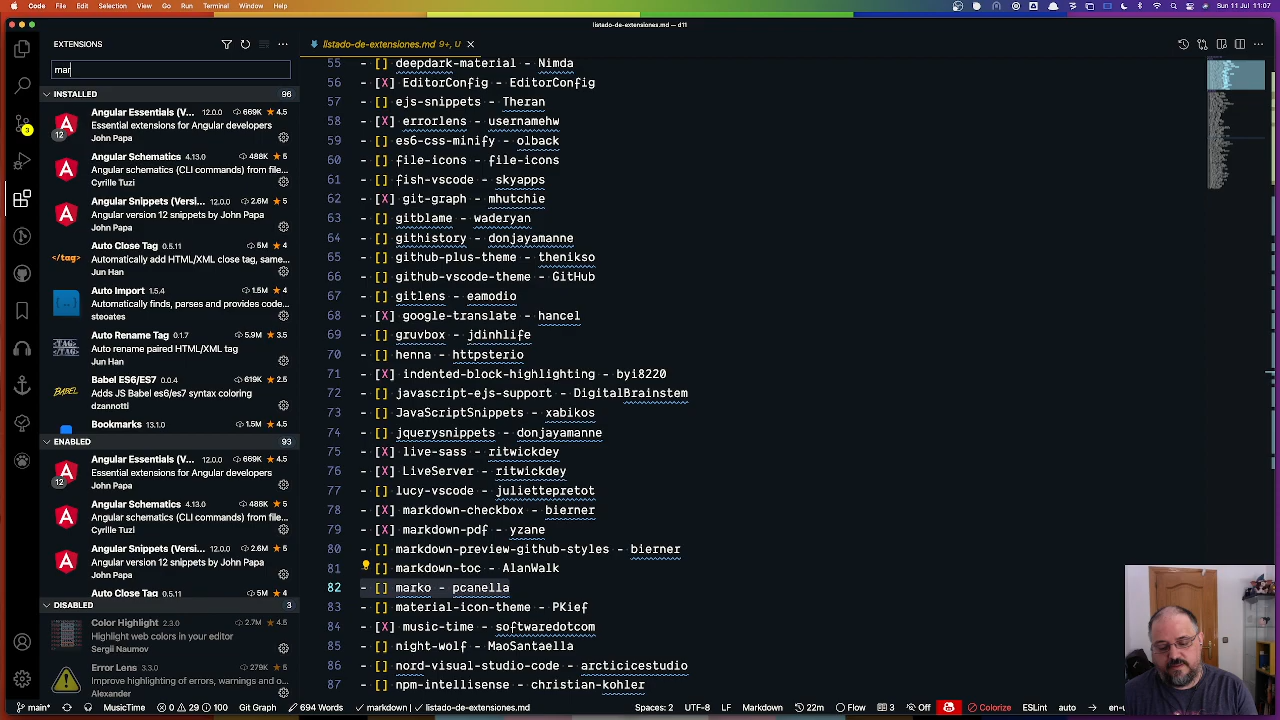 Code File Edit Selection View Go Run Terminal Window Help
Sun 11 Jul 11:07
listado-de-extensiones.md — d11
EXTENSIONS
mar
INSTALLED 96
Angular Essentials (V... 12.0.0 669K 4.5
Essential extensions for Angular developers
John Papa
12
Angular Schematics 4.13.0 488K 5
Angular schematics (CLI commands) from file...
Cyrille Tuzi
Angular Snippets (Versi... 12.0.0 2.6M 5
Angular version 12 snippets by John Papa
John Papa
Auto Close Tag 0.5.11 5M 4
Automatically add HTML/XML close tag, same...
Jun Han
Auto Import 1.5.4 1.5M 4
Automatically finds, parses and provides code...
steoates
Auto Rename Tag 0.1.7 5.9M 3.5
Auto rename paired HTML/XML tag
Jun Han
Babel ES6/ES7 0.0.4 619K 2.5
Adds JS Babel es6/es7 syntax coloring
dzannotti
Bookmarks 13.1.0 1.5M 5
ENABLED 93
Angular Essentials (V... 12.0.0 669K 4.5
Essential extensions for Angular developers
John Papa
12
Angular Schematics 4.13.0 488K 5
Angular schematics (CLI commands) from file...
Cyrille Tuzi
Angular Snippets (Versi... 12.0.0 2.6M 5
Angular version 12 snippets by John Papa
John Papa
Auto Close Tag 0.5.11 5M 4
DISABLED 3
Color Highlight 2.3.0 2.7M 4.5
Highlight web colors in your editor
Sergii Naumov
Error Lens 3.3.0 279K 5
Improve highlighting of errors, warnings and o...
Alexander
3
listado-de-extensiones.md 9+, U
55 - [] deepdark-material - Nimda
56 - [X] EditorConfig - EditorConfig
57 - [] ejs-snippets - Theran
58 - [X] errorlens - usernamehw
59 - [] es6-css-minify - olback
60 - [] file-icons - file-icons
61 - [] fish-vscode - skyapps
62 - [X] git-graph - mhutchie
63 - [] gitblame - waderyan
64 - [] githistory - donjayamanne
65 - [] github-plus-theme - thenikso
66 - [] github-vscode-theme - GitHub
67 - [] gitlens - eamodio
68 - [X] google-translate - hancel
69 - [] gruvbox - jdinhlife
70 - [] henna - httpsterio
71 - [X] indented-block-highlighting - byi8220
72 - [] javascript-ejs-support - DigitalBrainstem
73 - [] JavaScriptSnippets - xabikos
74 - [] jquerysnippets - donjayamanne
75 - [X] live-sass - ritwickdey
76 - [X] LiveServer - ritwickdey
77 - [] lucy-vscode - juliettepretot
78 - [X] markdown-checkbox - bierner
79 - [X] markdown-pdf - yzane
80 - [] markdown-preview-github-styles - bierner
81 - [] markdown-toc - AlanWalk
82 - [] marko - pcanella
83 - [] material-icon-theme - PKief
84 - [X] music-time - softwaredotcom
85 - [] night-wolf - MaoSantaella
86 - [] nord-visual-studio-code - arcticicestudio
87 - [] npm-intellisense - christian-kohler
main* MusicTime 0 29 100 Git Graph 694 Words markdown | listado-de-extensiones.md Spaces: 2 UTF-8 LF Markdown 22m Flow 3 Off Colorize ESLint auto en-u